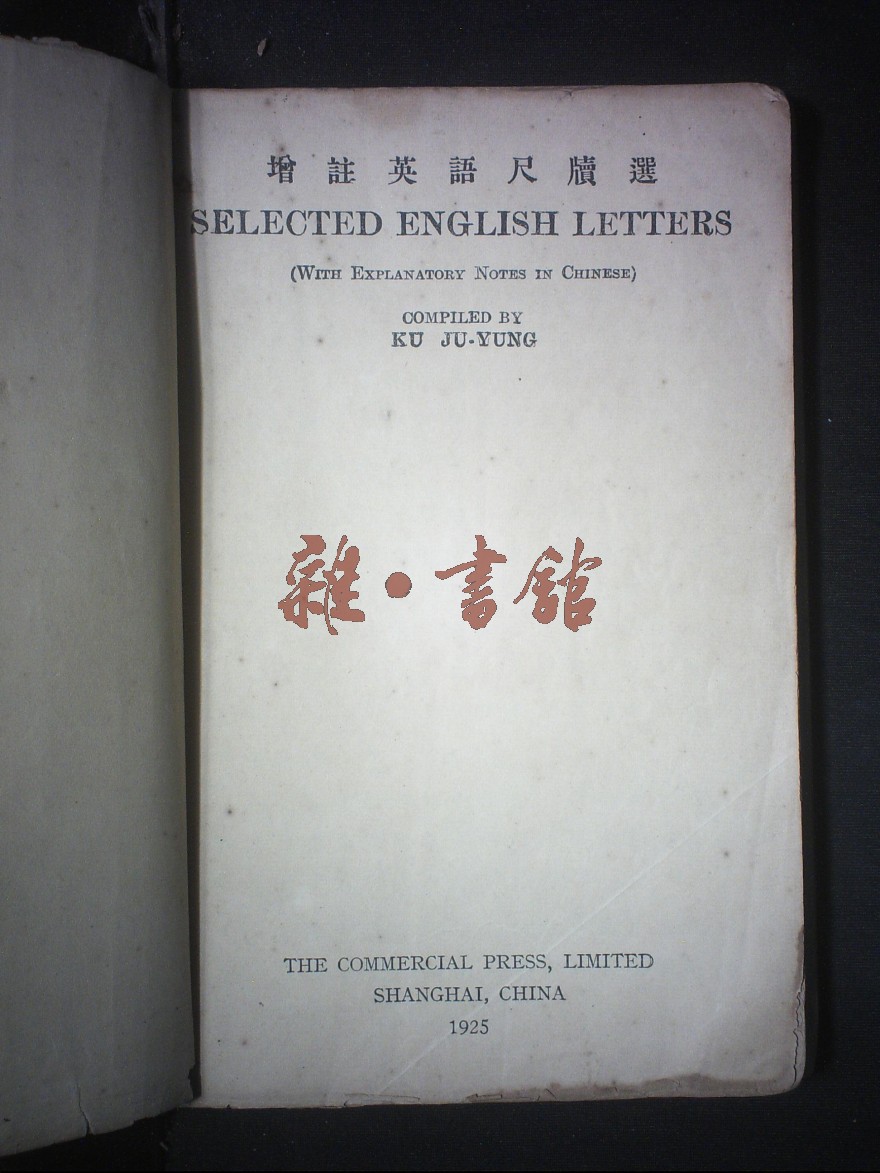 增註英語尺牘選
SELECTED ENGLISH LETTERS
(WITH EXPLANATORY NOTES IN CHINESE)
COMPILED BY
KU JU-YUNG
雜·書館
THE COMMERCIAL PRESS, LIMITED
SHANGHAI, CHINA
1925